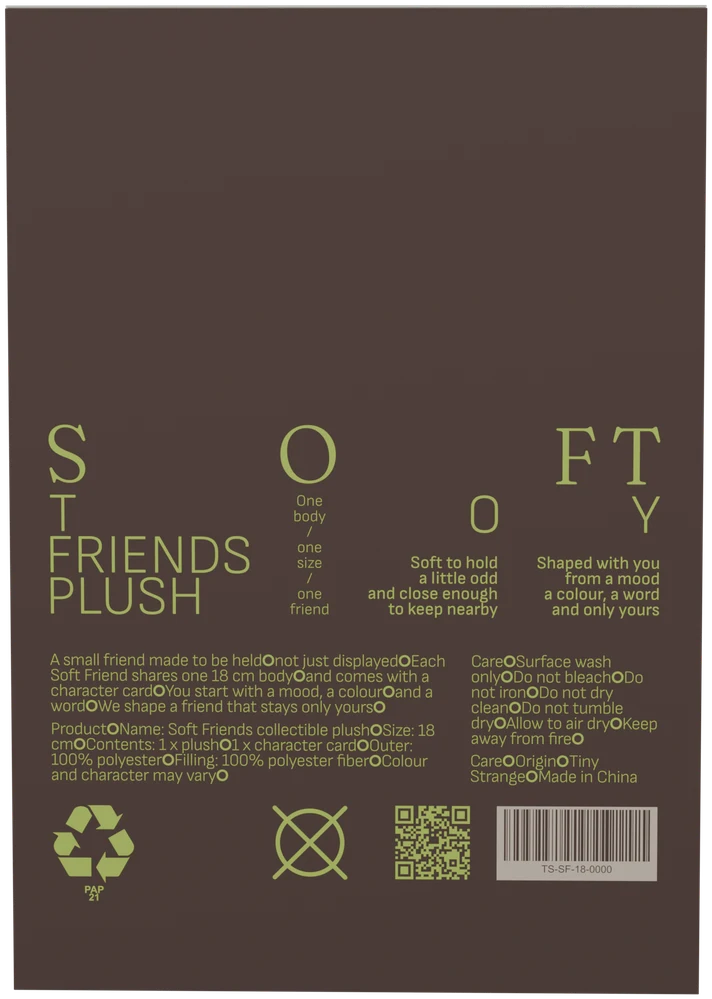 S O FT
T O Y
FRIENDS
PLUSH
One
body
/
one
size
/
one
friend
Soft to hold
a little odd
and close enough
to keep nearby
Shaped with you
from a mood
a colour, a word
and only yours
A small friend made to be heldOnot just displayedOEach
Soft Friend shares one 18 cm bodyOand comes with a
character cardOYou start with a mood, a colourOand a
wordOWe shape a friend that stays only yoursO
ProductOName: Soft Friends collectible plushOSize: 18
cmOContents: 1 x plushO1 x character cardOOuter:
100% polyesterOFilling: 100% polyester fiberOColour
and character may varyO
CareOSurface wash
onlyODo not bleachODo
not ironODo not dry
cleanODo not tumble
dryOAllow to air dryOKeep
away from fireO
CareOOriginOTiny
StrangeOMade in China
PAP
21
TS-SF-18-0000